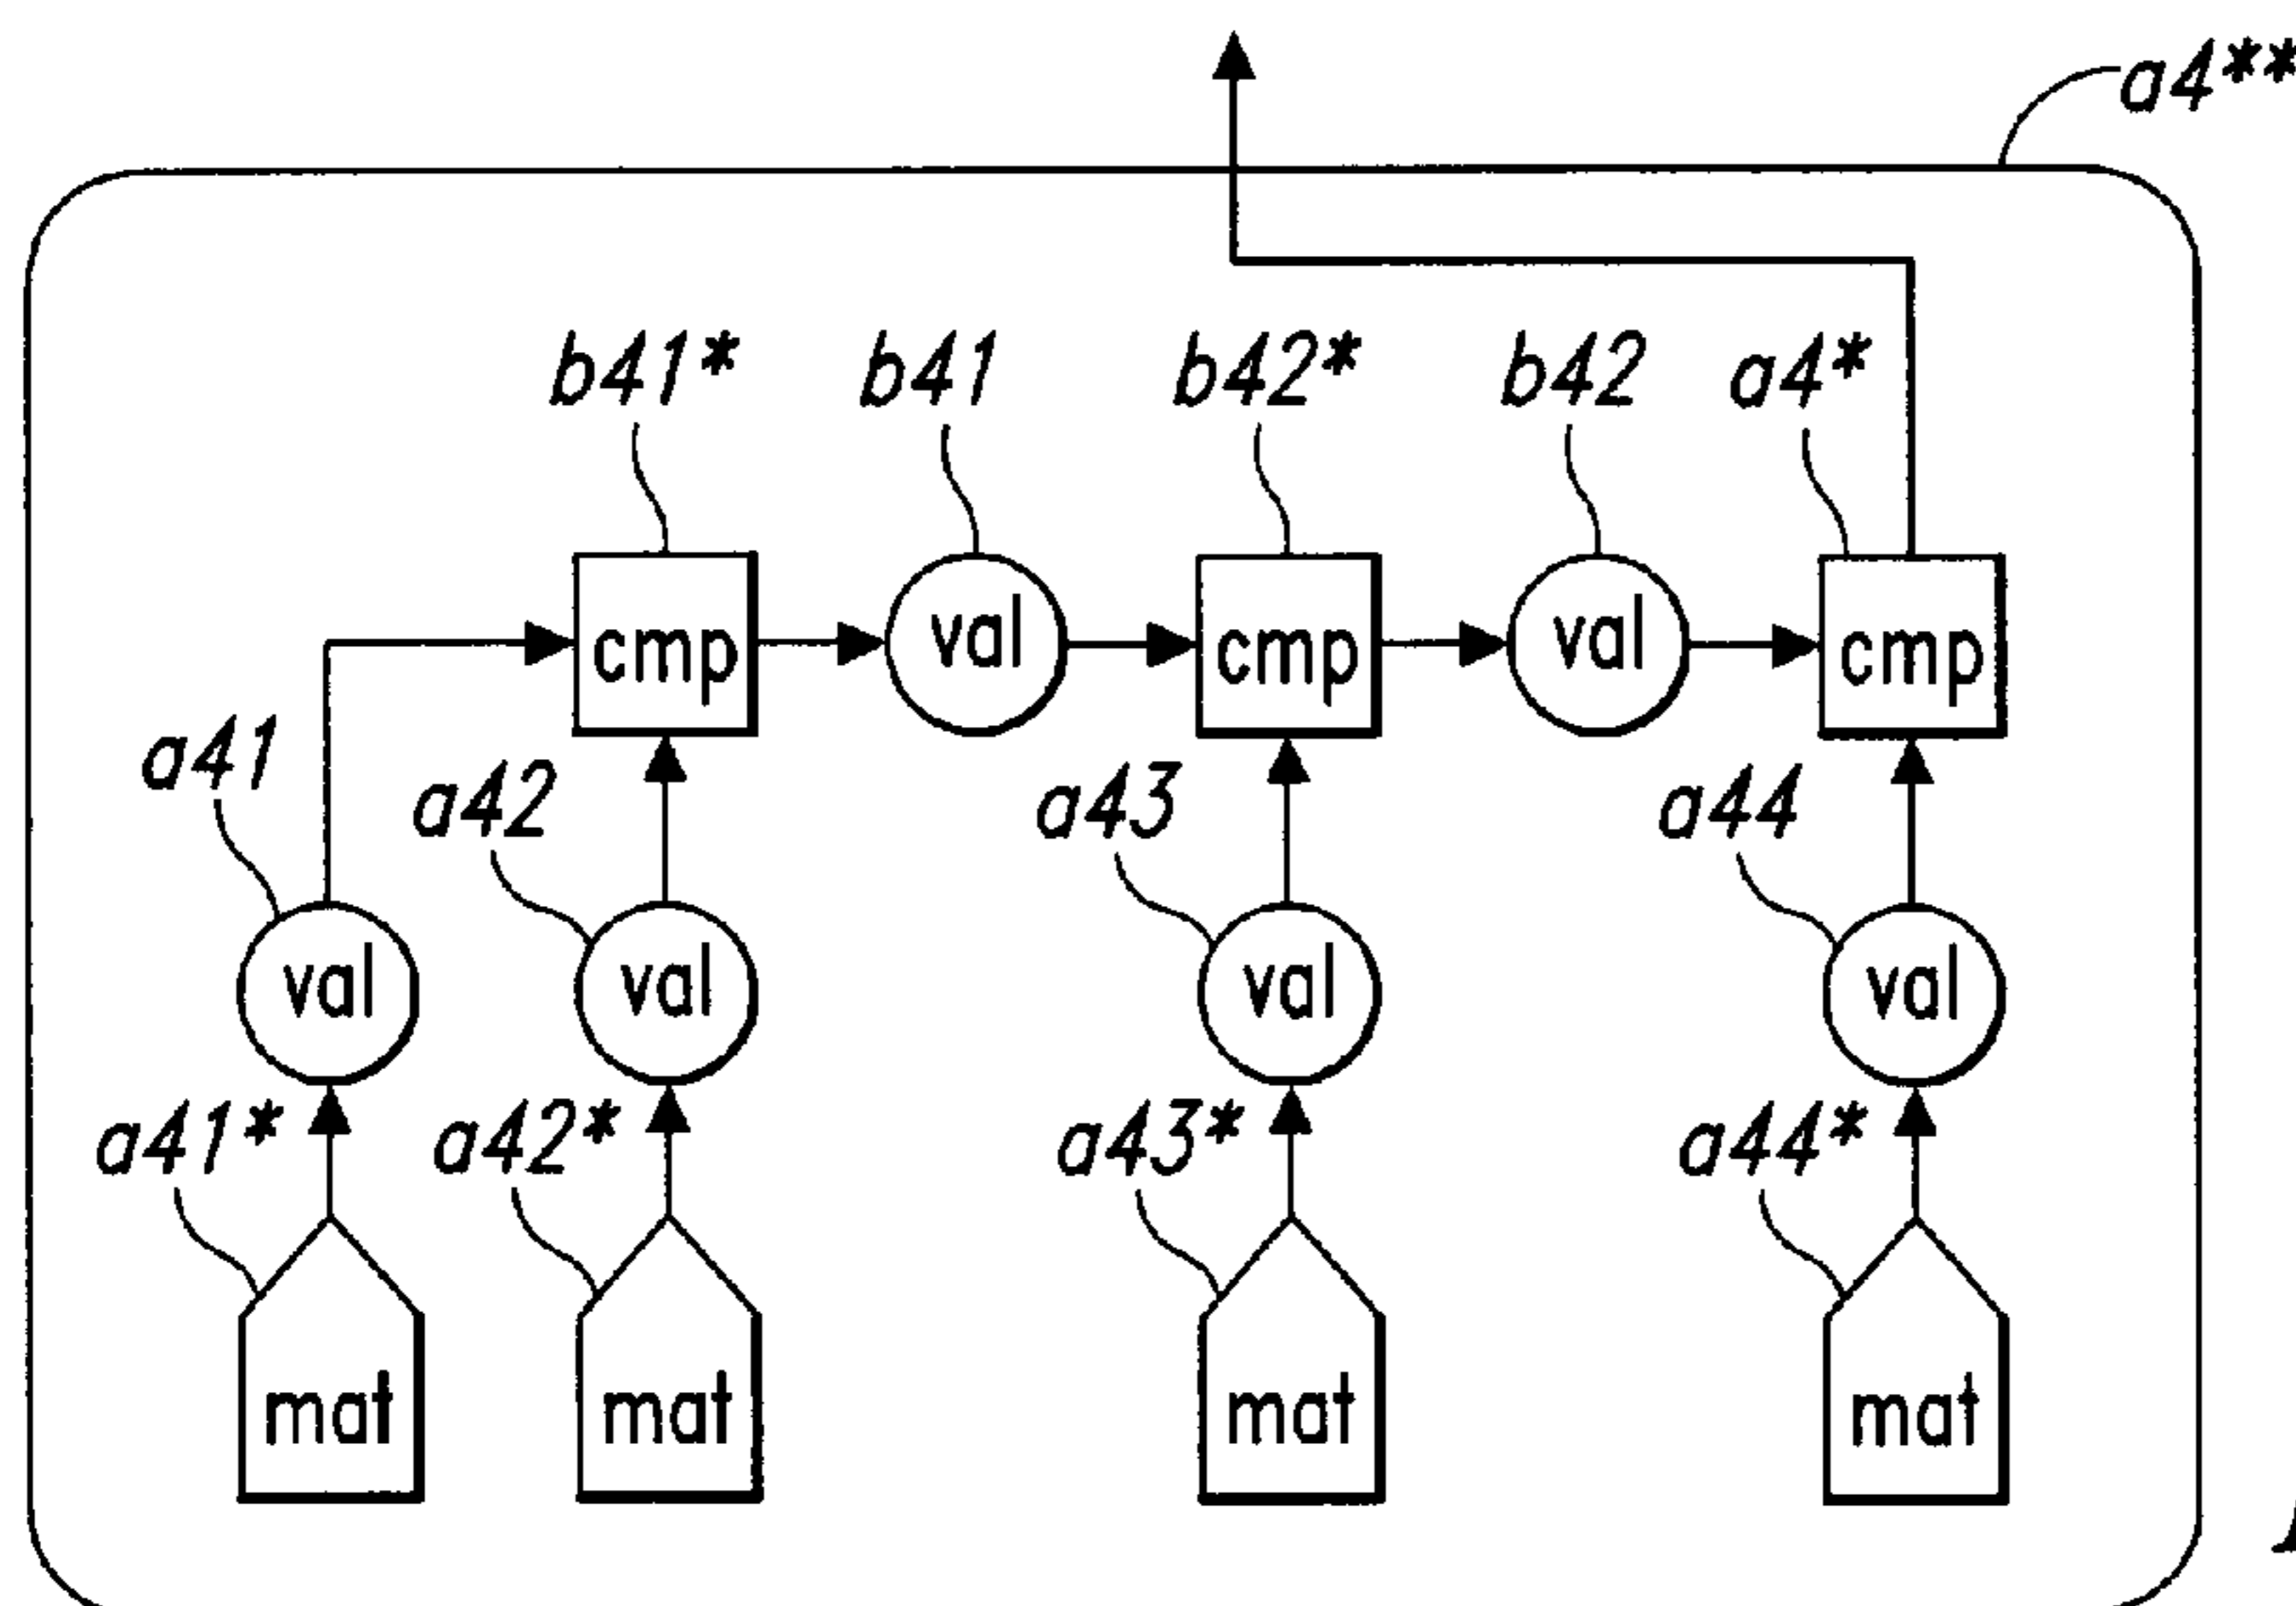 a4**
b41* b41 b42* b42 a4*
cmp val cmp val cmp
a41 a42 a43 a44
val val val val
a41* a42* a43* a44*
mat mat mat mat